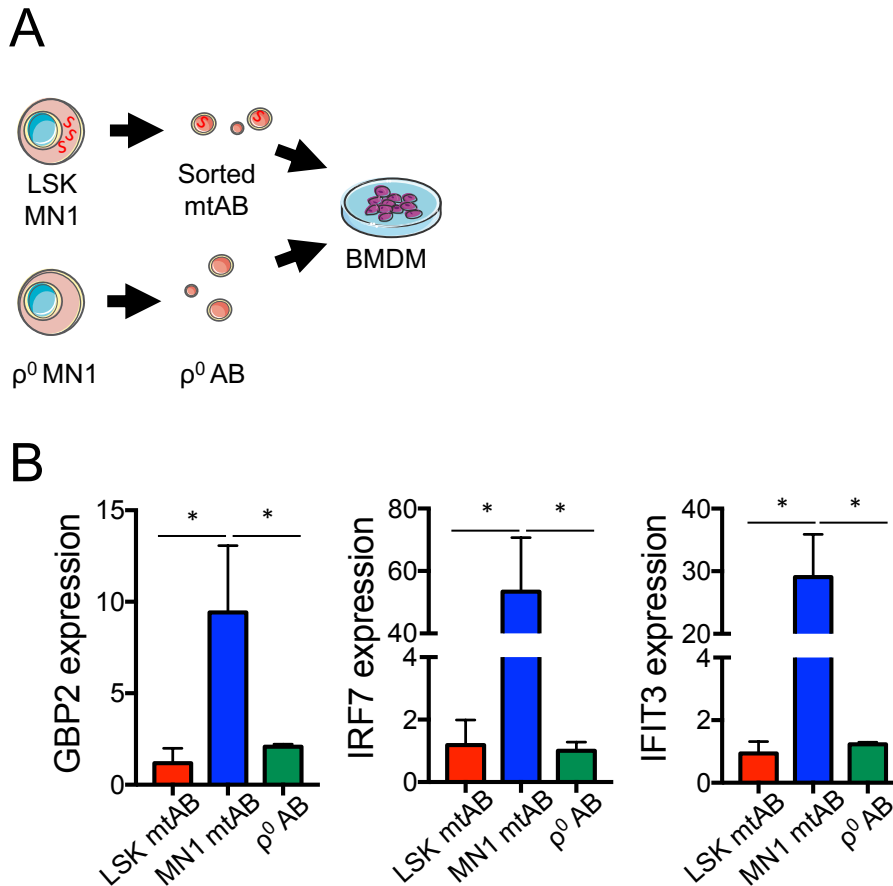 A
LSK
MN1
Sorted
mtAB
BMDM
ρ⁰ MN1
ρ⁰ AB
B
GBP2 expression
15
10
5
0
*
*
LSK mtAB
MN1 mtAB
ρ⁰ AB
IRF7 expression
80
60
40
4
2
0
*
*
LSK mtAB
MN1 mtAB
ρ⁰ AB
IFIT3 expression
40
30
20
4
2
0
*
*
LSK mtAB
MN1 mtAB
ρ⁰ AB